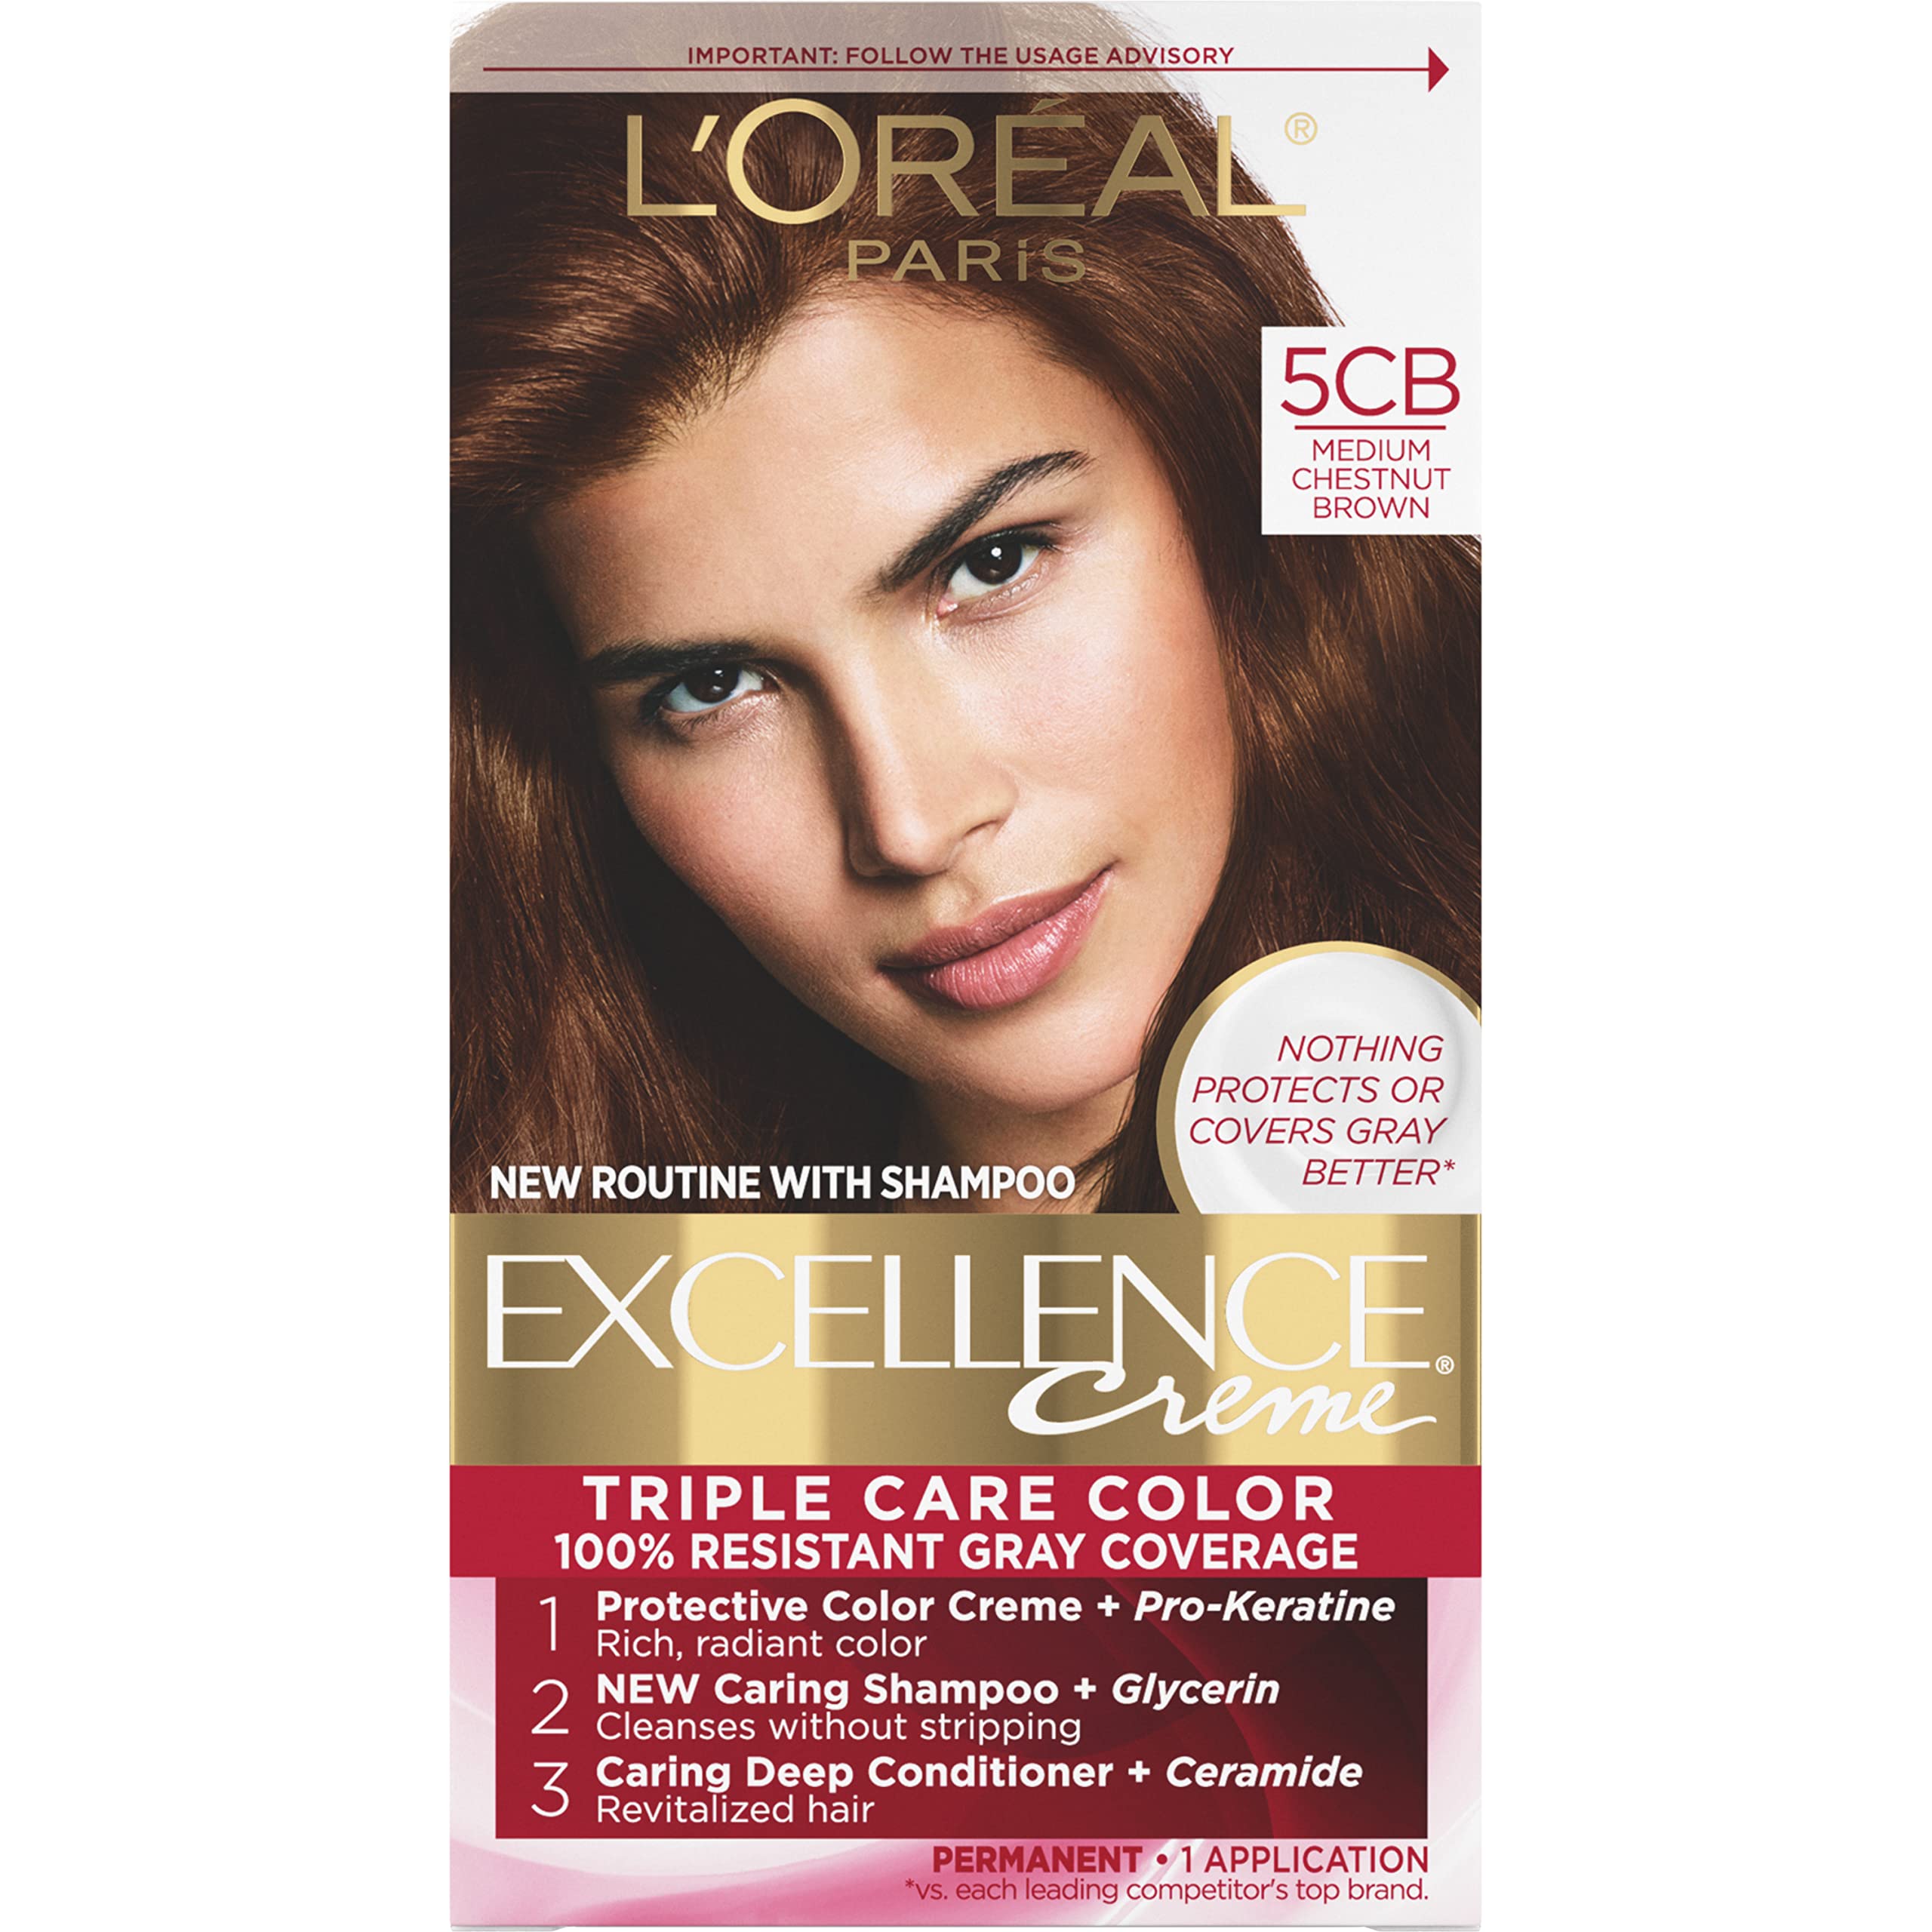 IMPORTANT: FOLLOW THE USAGE ADVISORY
L'ORÉAL®
PARiS
5CB
MEDIUM
CHESTNUT
BROWN
NOTHING
PROTECTS OR
COVERS GRAY
BETTER*
NEW ROUTINE WITH SHAMPOO
EXCELLENCE®
Creme
TRIPLE CARE COLOR
100% RESISTANT GRAY COVERAGE
1 Protective Color Creme + Pro-Keratine
Rich, radiant color
2 NEW Caring Shampoo + Glycerin
Cleanses without stripping
3 Caring Deep Conditioner + Ceramide
Revitalized hair
PERMANENT • 1 APPLICATION
*vs. each leading competitor's top brand.